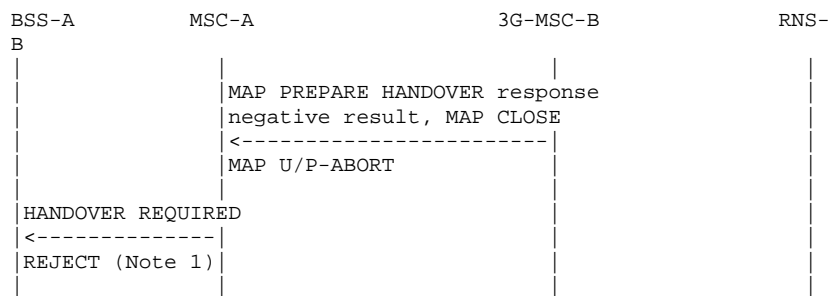 BSS-A MSC-A 3G-MSC-B RNS-
B
MAP PREPARE HANDOVER response
negative result, MAP CLOSE
<------------------------
MAP U/P-ABORT
HANDOVER REQUIRED
<--------------
REJECT (Note 1)